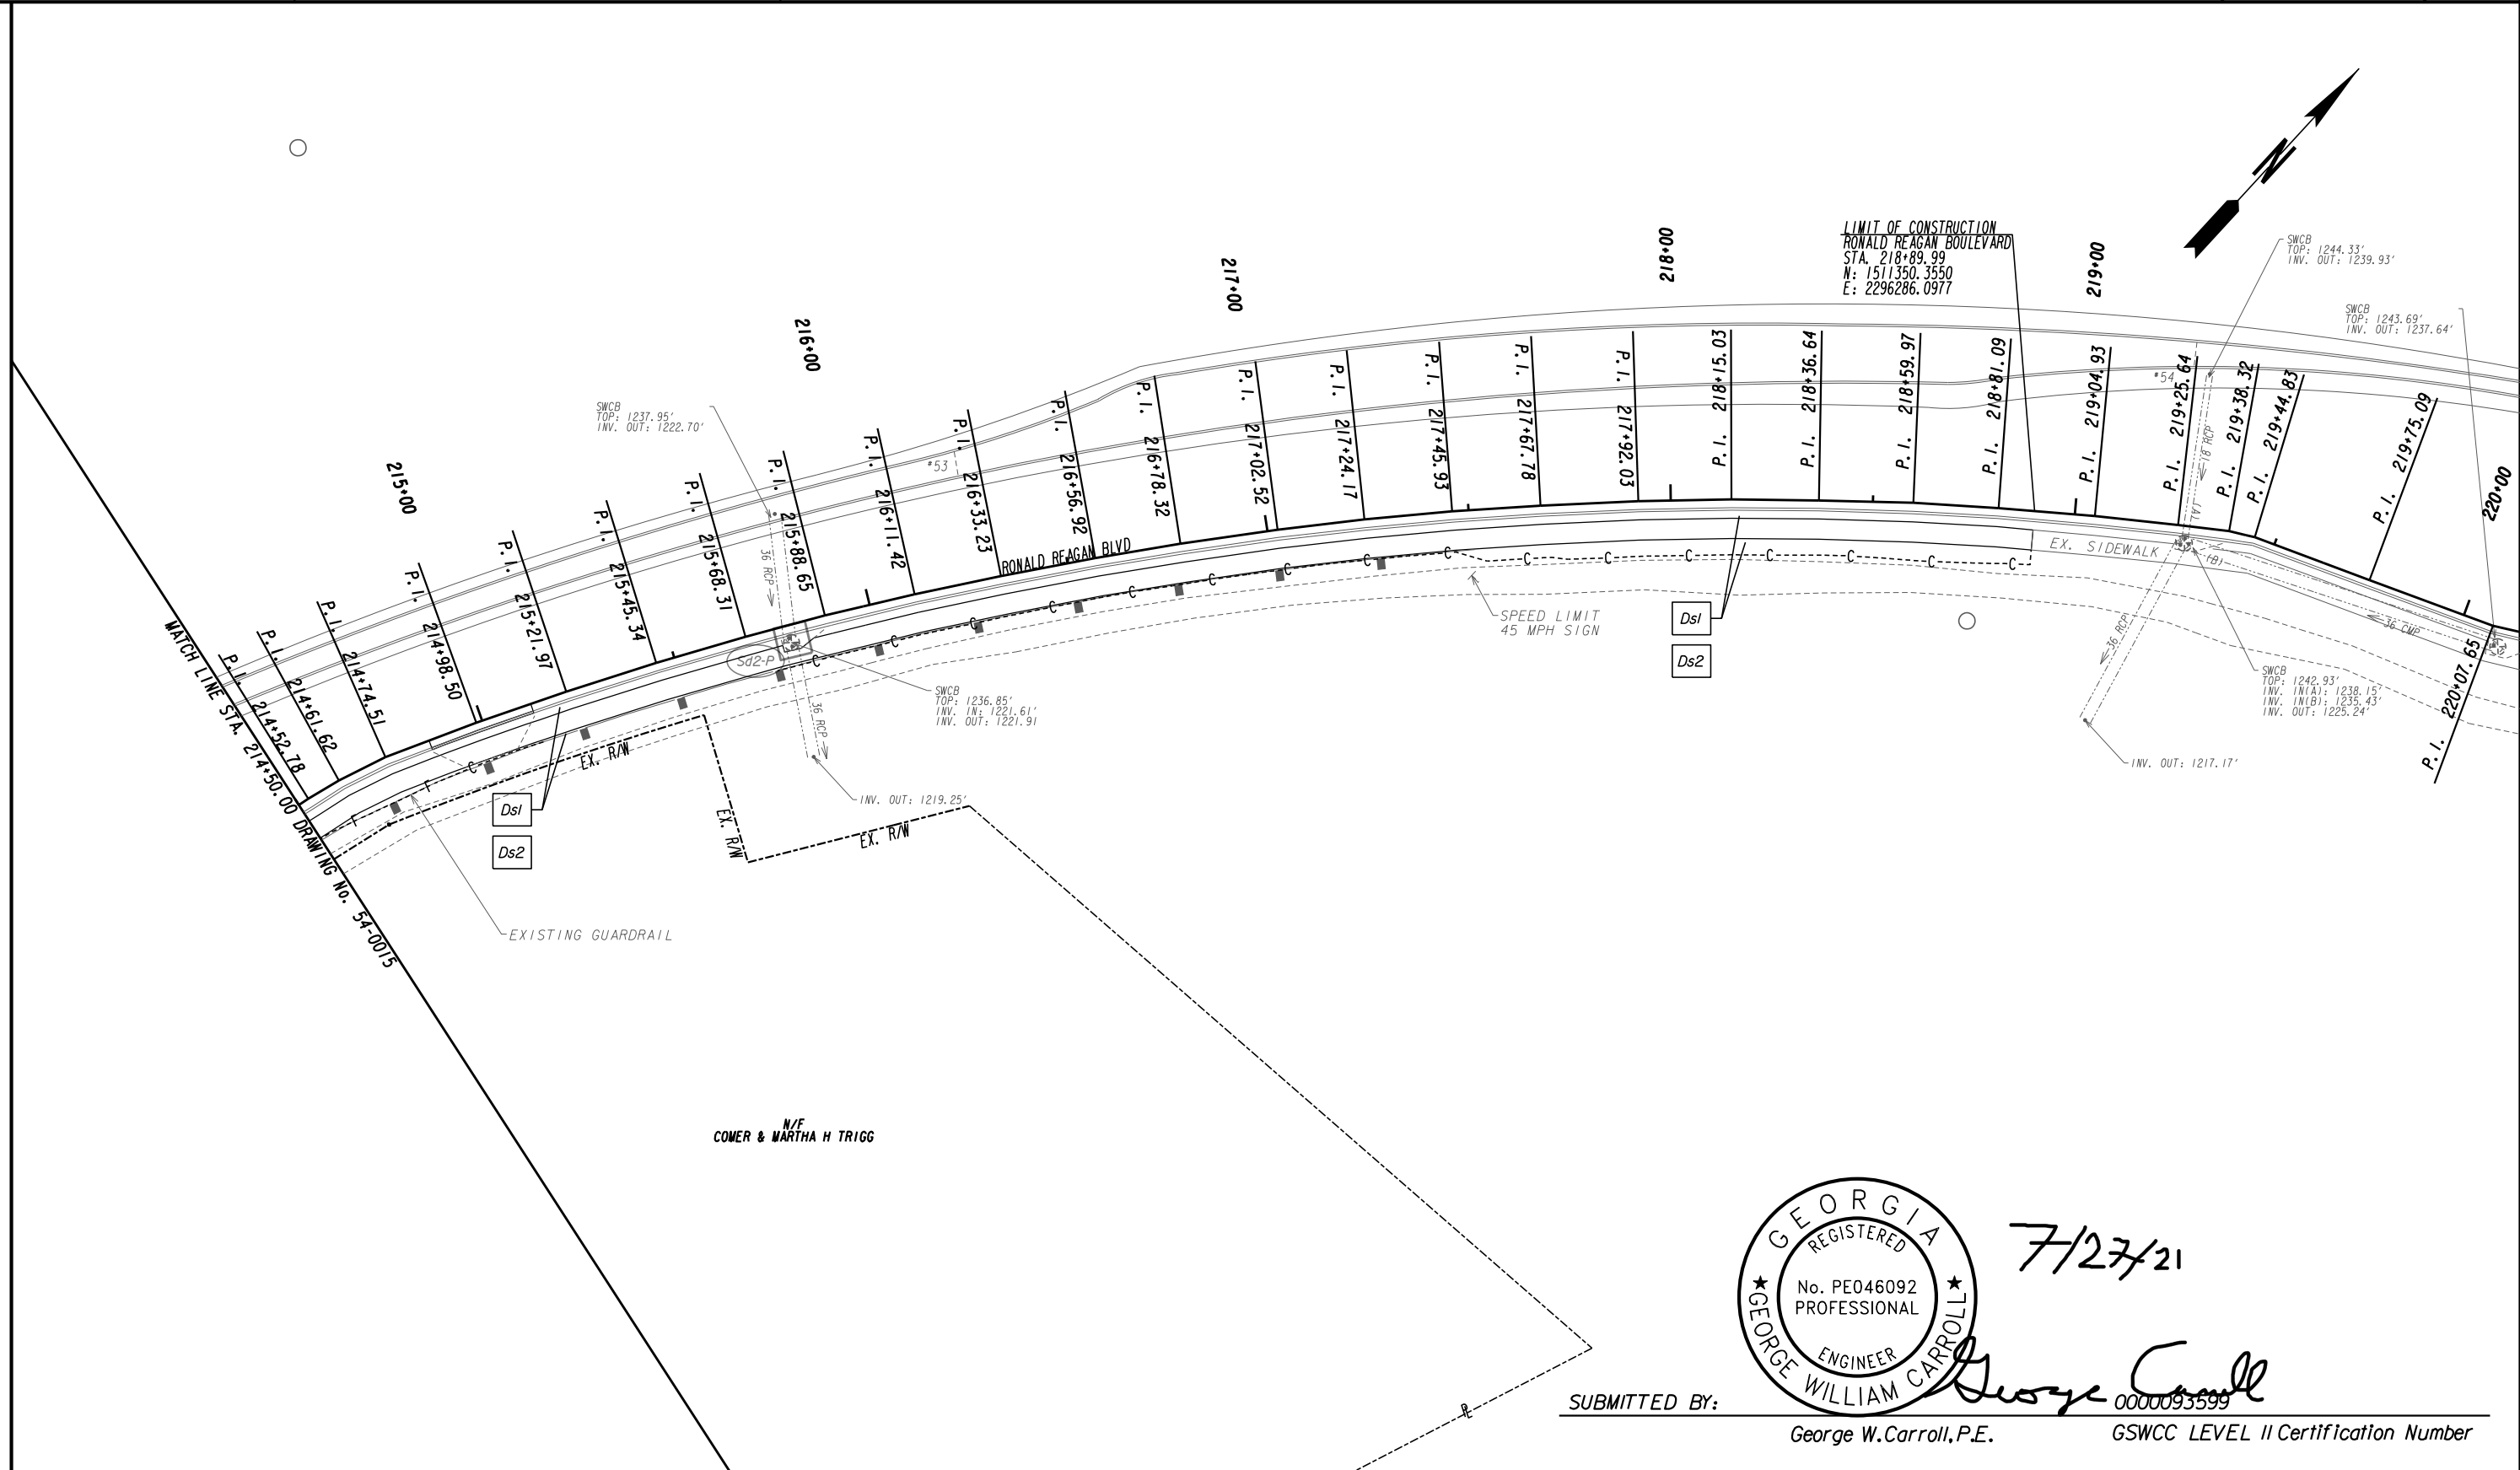 LIMIT OF CONSTRUCTION
RONALD REAGAN BOULEVARD
STA. 218+89.99
N: 1511350.3550
E: 2296286.0977
N
SWCB
TOP: 1244.33'
INV. OUT: 1239.93'
SWCB
TOP: 1243.69'
INV. OUT: 1237.64'
215+00
216+00
217+00
218+00
219+00
220+00
SWCB
TOP: 1237.95'
INV. OUT: 1222.70'
P.I. 214+52.78
P.I. 214+61.62
P.I. 214+74.51
P.I. 214+98.50
P.I. 215+21.97
P.I. 215+45.34
P.I. 215+68.31
P.I. 215+88.65
P.I. 216+11.42
P.I. 216+33.23
P.I. 216+56.92
P.I. 216+78.32
P.I. 217+02.52
P.I. 217+24.17
P.I. 217+45.93
P.I. 217+67.78
P.I. 217+92.03
P.I. 218+15.03
P.I. 218+36.64
P.I. 218+59.97
P.I. 218+81.09
P.I. 219+04.93
P.I. 219+25.64
P.I. 219+38.32
P.I. 219+44.83
P.I. 219+75.09
P.I. 220+07.65
#53
#54
36 RCP
18 RCP
(A)
(B)
RONALD REAGAN BLVD
EX. SIDEWALK
F F C C C C C C C C C C C C C C C C
SPEED LIMIT
45 MPH SIGN
Ds1
Ds2
Sd2-P
36 RCP
36 RCP
36 CMP
SWCB
TOP: 1236.85'
INV. IN: 1221.61'
INV. OUT: 1221.91
SWCB
TOP: 1242.93'
INV. IN(A): 1238.15'
INV. IN(B): 1235.43'
INV. OUT: 1225.24'
INV. OUT: 1217.17'
INV. OUT: 1219.25'
EX. R/W
EX. R/W
EX. R/W
Ds1
Ds2
EXISTING GUARDRAIL
MATCH LINE STA. 214+50.00 DRAWING No. 54-0015
N/F
COMER & MARTHA H TRIGG
PL
GEORGIA
REGISTERED
No. PE046092
PROFESSIONAL
ENGINEER
GEORGE WILLIAM CARROLL
7/27/21
George Carroll
SUBMITTED BY:
0000093599
George W. Carroll, P.E.
GSWCC LEVEL II Certification Number